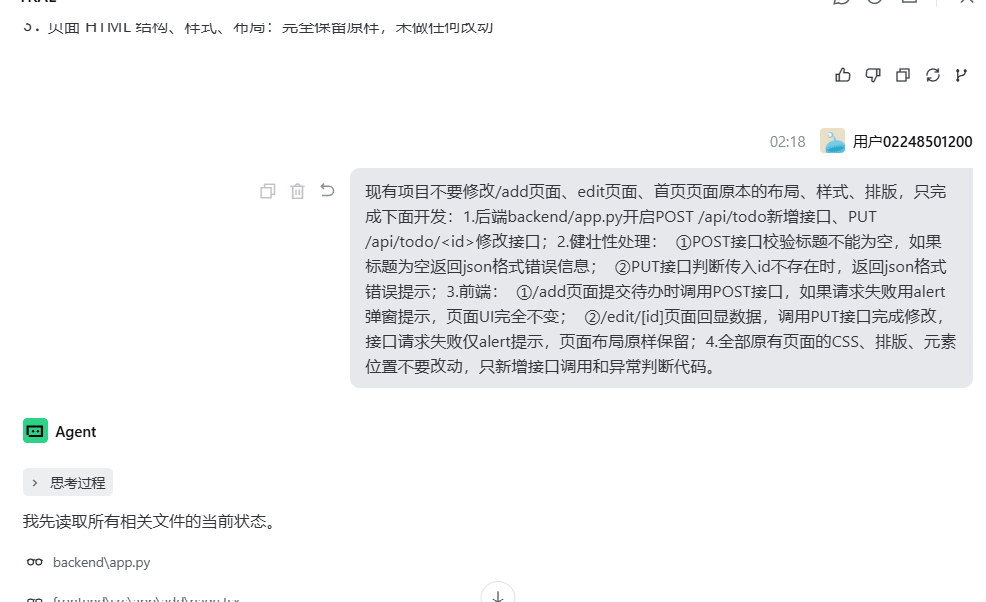 TRAE
3. 页面 HTML 结构、样式、布局：完全保留原样，未做任何改动
02:18 用户02248501200
现有项目不要修改/add页面、edit页面、首页页面原本的布局、样式、排版，只完
成下面开发：1.后端backend/app.py开启POST /api/todo新增接口、PUT
/api/todo/<id>修改接口；2.健壮性处理： ①POST接口校验标题不能为空，如果
标题为空返回json格式错误信息； ②PUT接口判断传入id不存在时，返回json格式
错误提示；3.前端： ①/add页面提交待办时调用POST接口，如果请求失败用alert
弹窗提示，页面UI完全不变； ②/edit/[id]页面回显数据，调用PUT接口完成修改，
接口请求失败仅alert提示，页面布局原样保留；4.全部原有页面的CSS、排版、元素
位置不要改动，只新增接口调用和异常判断代码。
Agent
思考过程
我先读取所有相关文件的当前状态。
backend\app.py
frontend\src\app\add\page.tsx